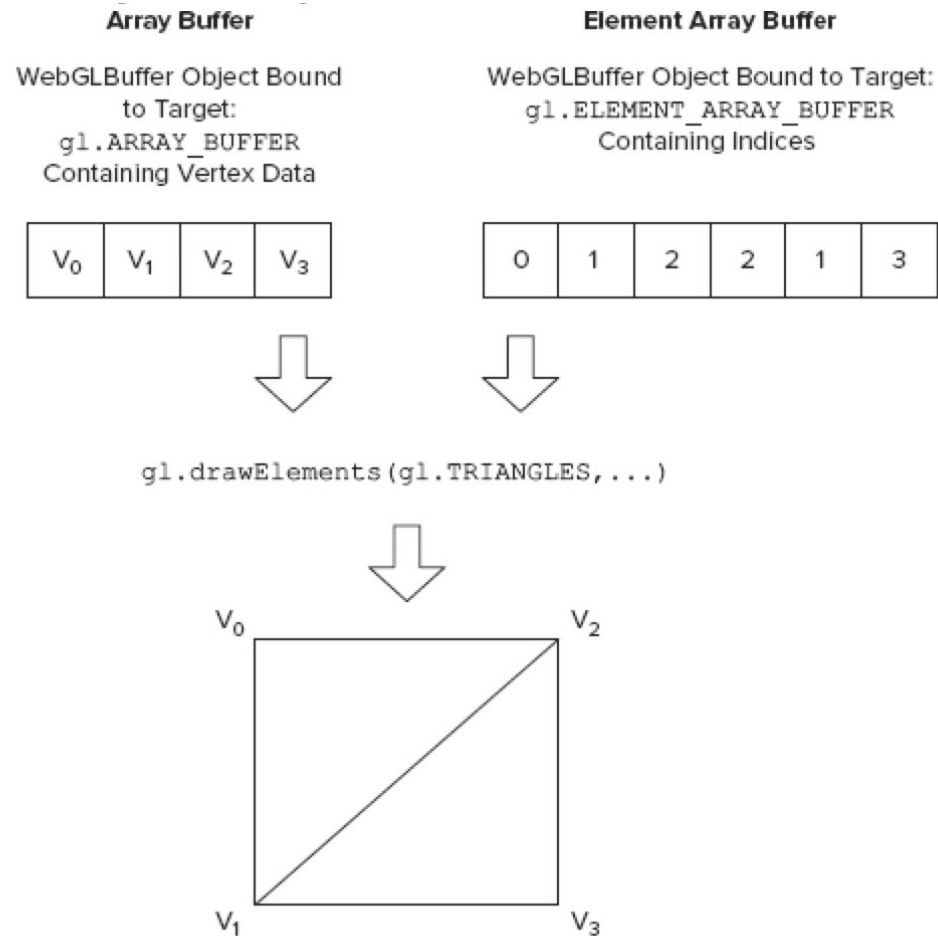 Array Buffer
WebGLBuffer Object Bound
to Target:
gl.ARRAY_BUFFER
Containing Vertex Data
Element Array Buffer
WebGLBuffer Object Bound to Target:
gl.ELEMENT_ARRAY_BUFFER
Containing Indices
V₀ V₁ V₂ V₃
0 1 2 2 1 3
gl.drawElements(gl.TRIANGLES,...)
V₀ V₂
V₁ V₃